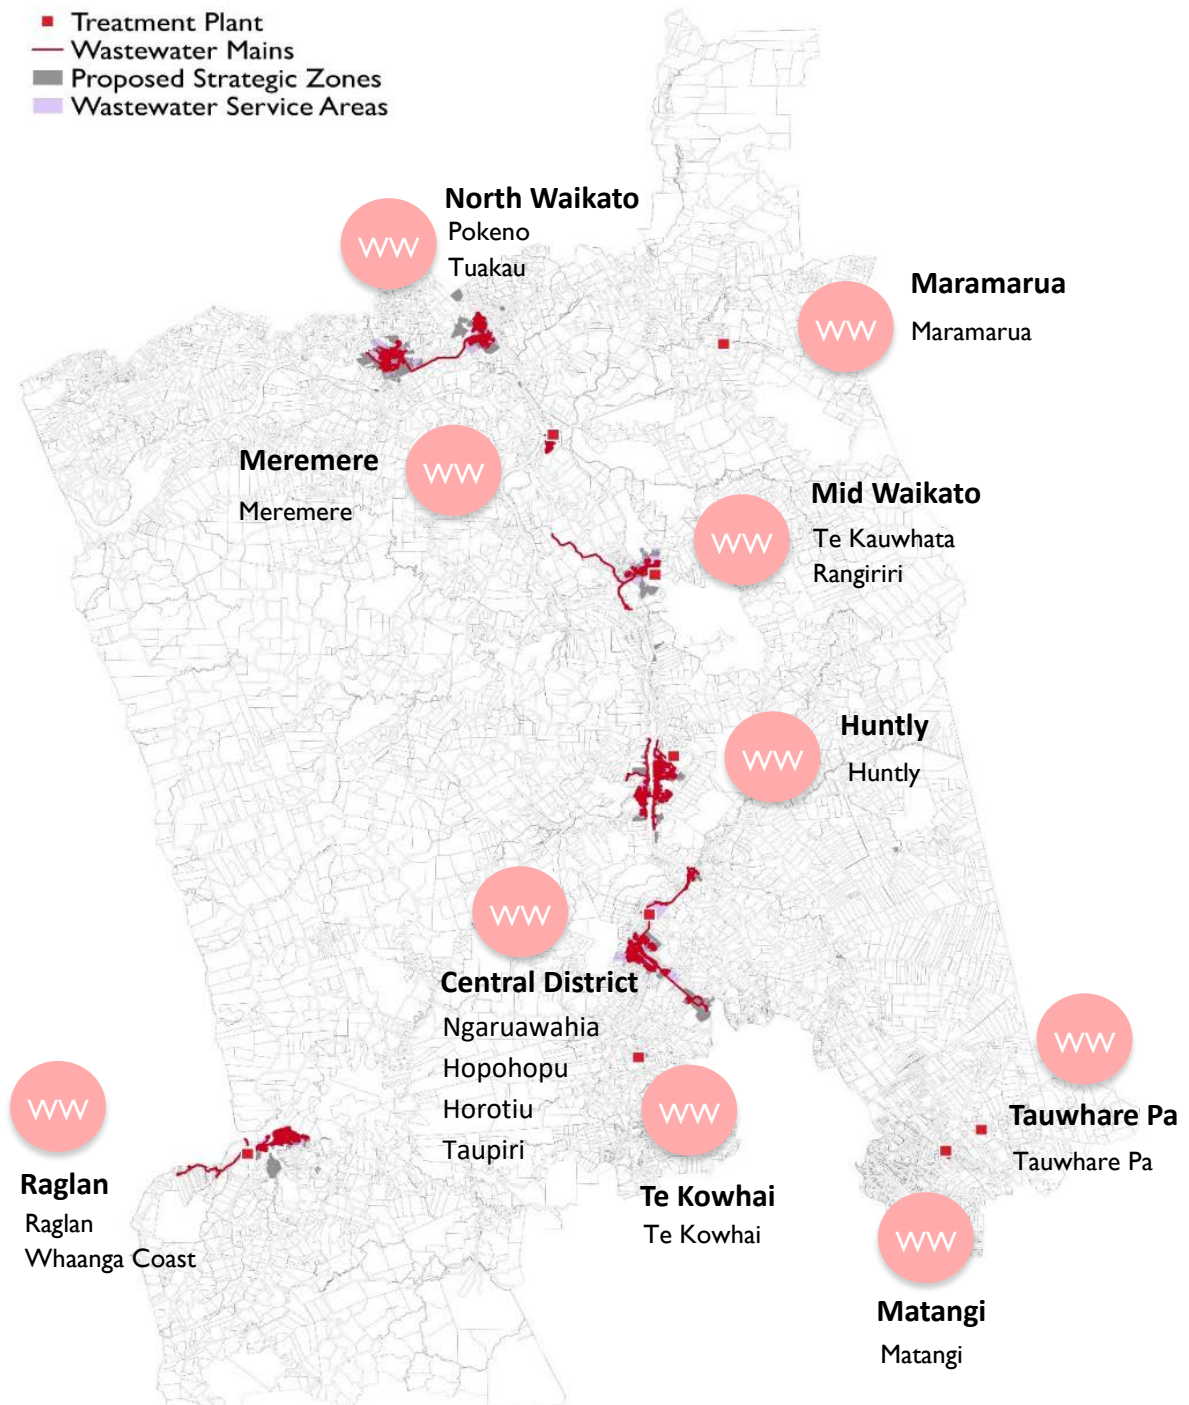 Treatment Plant
Wastewater Mains
Proposed Strategic Zones
Wastewater Service Areas
North Waikato
Pokeno
Tuakau
WW
Maramarua
Maramarua
WW
Meremere
Meremere
WW
Mid Waikato
Te Kauwhata
Rangiriri
WW
Huntly
Huntly
WW
WW
Central District
Ngaruawahia
Hopohopu
Horotiu
Taupiri
WW
Tauwhare Pa
Tauwhare Pa
WW
Raglan
Raglan
Whaanga Coast
WW
Te Kowhai
Te Kowhai
WW
Matangi
Matangi